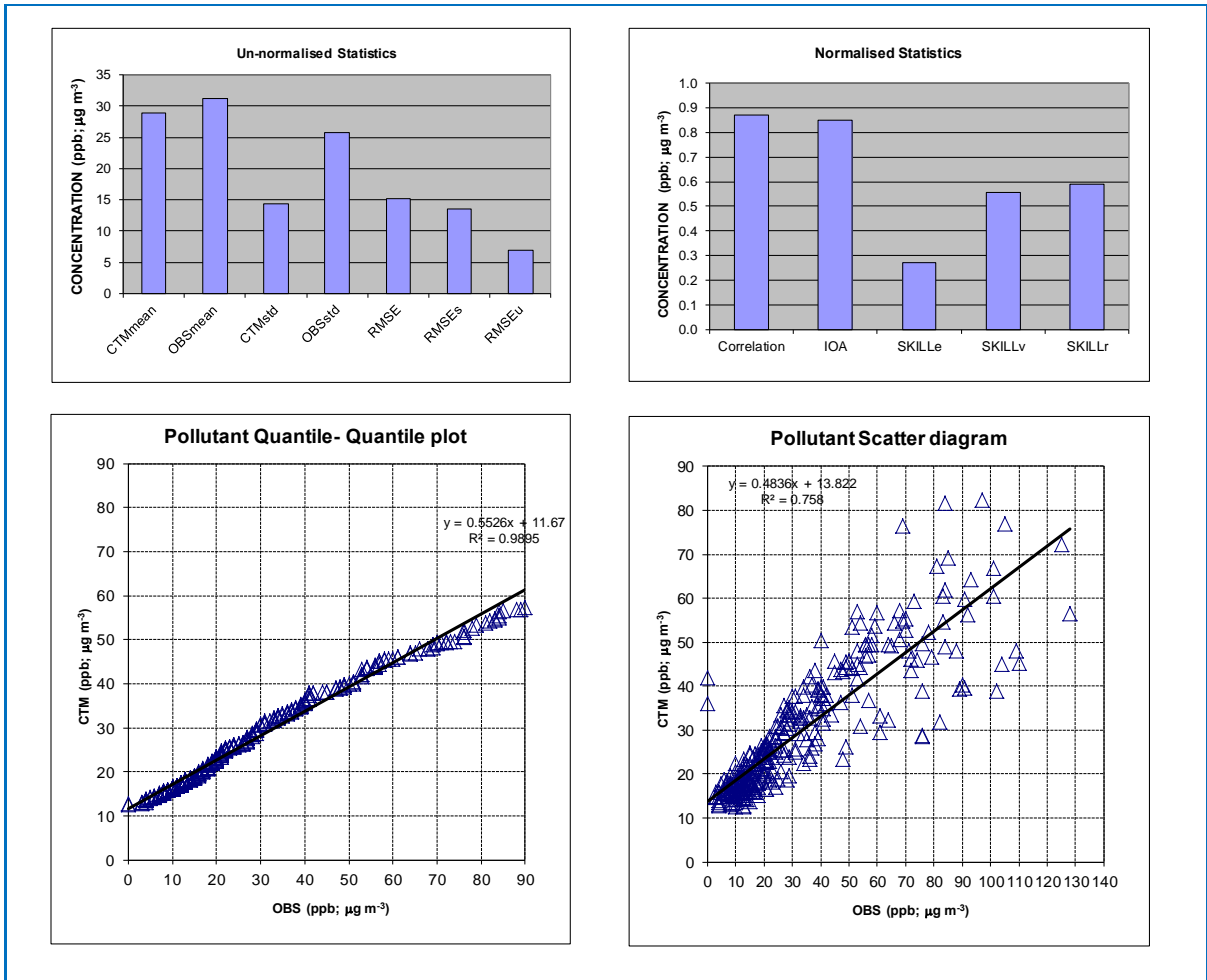 Un-normalised Statistics
CONCENTRATION (ppb; µg m-3)
35
30
25
20
15
10
5
0
CTMmean
OBSmean
CTMstd
OBSstd
RMSE
RMSEs
RMSEu
Normalised Statistics
CONCENTRATION (ppb; µg m-3)
1.0
0.9
0.8
0.7
0.6
0.5
0.4
0.3
0.2
0.1
0.0
Correlation IOA SKILLe SKILLv SKILLr
Pollutant Quantile- Quantile plot
y = 0.5526x + 11.67
R² = 0.9895
CTM (ppb; µg m-3)
90
80
70
60
50
40
30
20
10
0
0 10 20 30 40 50 60 70 80 90
OBS (ppb; µg m-3)
Pollutant Scatter diagram
y = 0.4836x + 13.822
R² = 0.758
CTM (ppb; µg m-3)
90
80
70
60
50
40
30
20
10
0
0 10 20 30 40 50 60 70 80 90 100 110 120 130 140
OBS (ppb; µg m-3)